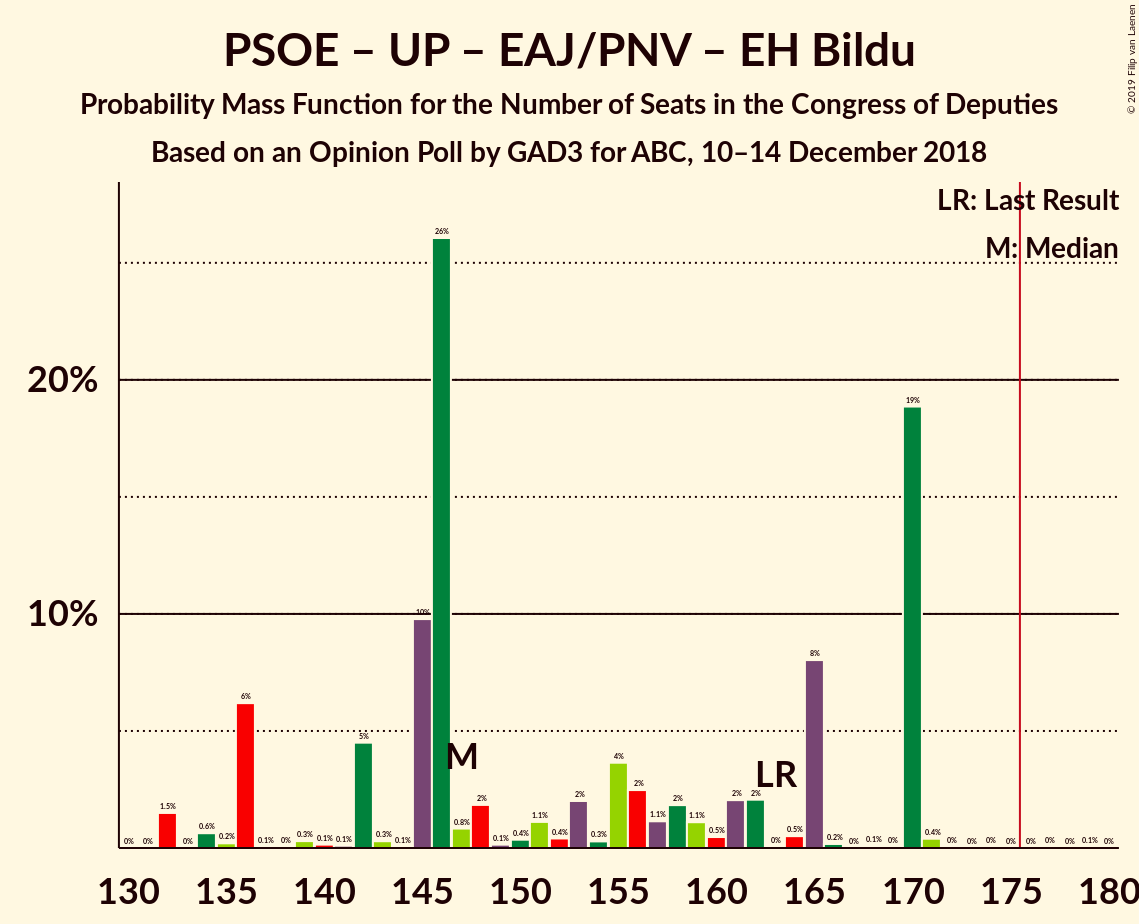 PSOE – UP – EAJ/PNV – EH Bildu
Probability Mass Function for the Number of Seats in the Congress of Deputies
Based on an Opinion Poll by GAD3 for ABC, 10–14 December 2018
© 2019 Filip van Laenen
LR: Last Result
M: Median
20%
10%
0% 0% 1.5% 0% 0.6% 0.2% 6% 0.1% 0% 0.3% 0.1% 0.1% 5% 0.3% 0.1% 10% 26% 0.8% 2% 0.1% 0.4% 1.1% 0.4% 2% 0.3% 4% 2% 1.1% 2% 1.1% 0.5% 2% 2% 0% 0.5% 8% 0.2% 0% 0.1% 0% 19% 0.4% 0% 0% 0% 0% 0% 0% 0% 0.1% 0%
M
LR
130 135 140 145 150 155 160 165 170 175 180